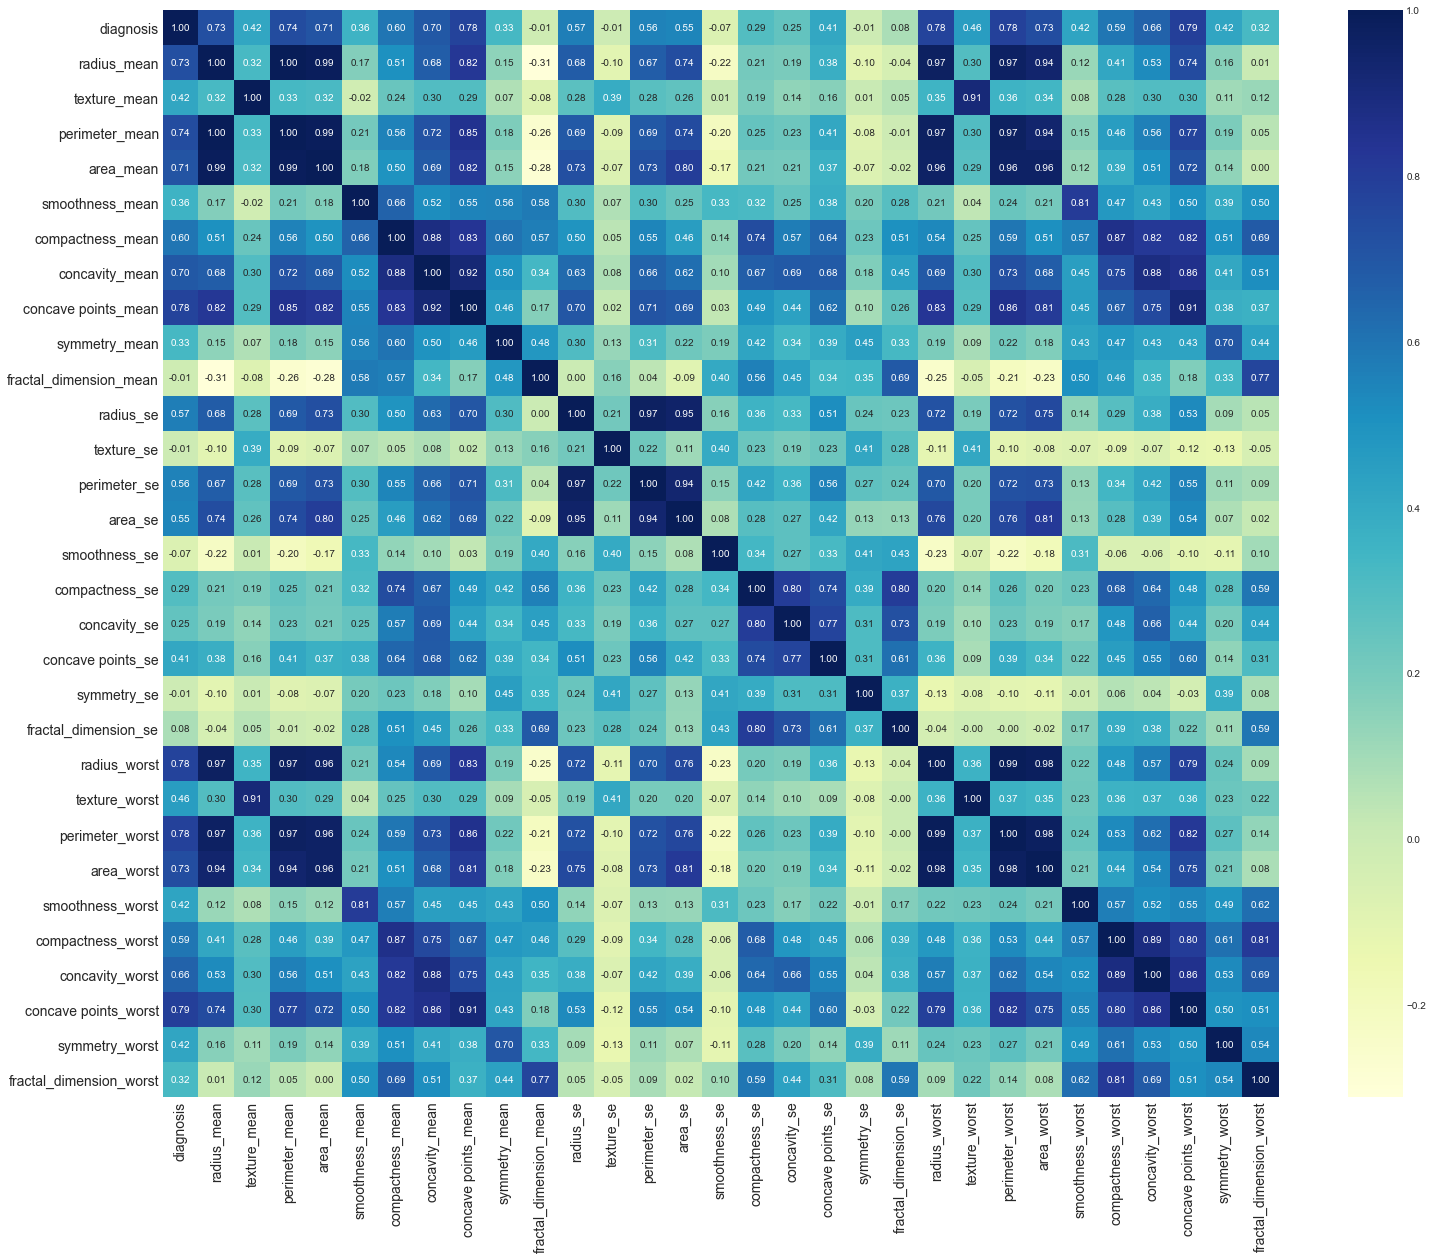 diagnosis 1.00 0.73 0.42 0.74 0.71 0.36 0.60 0.70 0.78 0.33 -0.01 0.57 -0.01 0.56 0.55 -0.07 0.29 0.25 0.41 -0.01 0.08 0.78 0.46 0.78 0.73 0.42 0.59 0.66 0.79 0.42 0.32
radius_mean 0.73 1.00 0.32 1.00 0.99 0.17 0.51 0.68 0.82 0.15 -0.31 0.68 -0.10 0.67 0.74 -0.22 0.21 0.19 0.38 -0.10 -0.04 0.97 0.30 0.97 0.94 0.12 0.41 0.53 0.74 0.16 0.01
texture_mean 0.42 0.32 1.00 0.33 0.32 -0.02 0.24 0.30 0.29 0.07 -0.08 0.28 0.39 0.28 0.26 0.01 0.19 0.14 0.16 0.01 0.05 0.35 0.91 0.36 0.34 0.08 0.28 0.30 0.30 0.11 0.12
perimeter_mean 0.74 1.00 0.33 1.00 0.99 0.21 0.56 0.72 0.85 0.18 -0.26 0.69 -0.09 0.69 0.74 -0.20 0.25 0.23 0.41 -0.08 -0.01 0.97 0.30 0.97 0.94 0.15 0.46 0.56 0.77 0.19 0.05
area_mean 0.71 0.99 0.32 0.99 1.00 0.18 0.50 0.69 0.82 0.15 -0.28 0.73 -0.07 0.73 0.80 -0.17 0.21 0.21 0.37 -0.07 -0.02 0.96 0.29 0.96 0.96 0.12 0.39 0.51 0.72 0.14 0.00
smoothness_mean 0.36 0.17 -0.02 0.21 0.18 1.00 0.66 0.52 0.55 0.56 0.58 0.30 0.07 0.30 0.25 0.33 0.32 0.25 0.38 0.20 0.28 0.21 0.04 0.24 0.21 0.81 0.47 0.43 0.50 0.39 0.50
compactness_mean 0.60 0.51 0.24 0.56 0.50 0.66 1.00 0.88 0.83 0.60 0.57 0.50 0.05 0.55 0.46 0.14 0.74 0.57 0.64 0.23 0.51 0.54 0.25 0.59 0.51 0.57 0.87 0.82 0.82 0.51 0.69
concavity_mean 0.70 0.68 0.30 0.72 0.69 0.52 0.88 1.00 0.92 0.50 0.34 0.63 0.08 0.66 0.62 0.10 0.67 0.69 0.68 0.18 0.45 0.69 0.30 0.73 0.68 0.45 0.75 0.88 0.86 0.41 0.51
concave points_mean 0.78 0.82 0.29 0.85 0.82 0.55 0.83 0.92 1.00 0.46 0.17 0.70 0.02 0.71 0.69 0.03 0.49 0.44 0.62 0.10 0.26 0.83 0.29 0.86 0.81 0.45 0.67 0.75 0.91 0.38 0.37
symmetry_mean 0.33 0.15 0.07 0.18 0.15 0.56 0.60 0.50 0.46 1.00 0.48 0.30 0.13 0.31 0.22 0.19 0.42 0.34 0.39 0.45 0.33 0.19 0.09 0.22 0.18 0.43 0.47 0.43 0.43 0.70 0.44
fractal_dimension_mean -0.01 -0.31 -0.08 -0.26 -0.28 0.58 0.57 0.34 0.17 0.48 1.00 0.00 0.16 0.04 -0.09 0.40 0.56 0.45 0.34 0.35 0.69 -0.25 -0.05 -0.21 -0.23 0.50 0.46 0.35 0.18 0.33 0.77
radius_se 0.57 0.68 0.28 0.69 0.73 0.30 0.50 0.63 0.70 0.30 0.00 1.00 0.21 0.97 0.95 0.16 0.36 0.33 0.51 0.24 0.23 0.72 0.19 0.72 0.75 0.14 0.29 0.38 0.53 0.09 0.05
texture_se -0.01 -0.10 0.39 -0.09 -0.07 0.07 0.05 0.08 0.02 0.13 0.16 0.21 1.00 0.22 0.11 0.40 0.23 0.19 0.23 0.41 0.28 -0.11 0.41 -0.10 -0.08 -0.07 -0.09 -0.07 -0.12 -0.13 -0.05
perimeter_se 0.56 0.67 0.28 0.69 0.73 0.30 0.55 0.66 0.71 0.31 0.04 0.97 0.22 1.00 0.94 0.15 0.42 0.36 0.56 0.27 0.24 0.70 0.20 0.72 0.73 0.13 0.34 0.42 0.55 0.11 0.09
area_se 0.55 0.74 0.26 0.74 0.80 0.25 0.46 0.62 0.69 0.22 -0.09 0.95 0.11 0.94 1.00 0.08 0.28 0.27 0.42 0.13 0.13 0.76 0.20 0.76 0.81 0.13 0.28 0.39 0.54 0.07 0.02
smoothness_se -0.07 -0.22 0.01 -0.20 -0.17 0.33 0.14 0.10 0.03 0.19 0.40 0.16 0.40 0.15 0.08 1.00 0.34 0.27 0.33 0.41 0.43 -0.23 -0.07 -0.22 -0.18 0.31 -0.06 -0.06 -0.10 -0.11 0.10
compactness_se 0.29 0.21 0.19 0.25 0.21 0.32 0.74 0.67 0.49 0.42 0.56 0.36 0.23 0.42 0.28 0.34 1.00 0.80 0.74 0.39 0.80 0.20 0.14 0.26 0.20 0.23 0.68 0.64 0.48 0.28 0.59
concavity_se 0.25 0.19 0.14 0.23 0.21 0.25 0.57 0.69 0.44 0.34 0.45 0.33 0.19 0.36 0.27 0.27 0.80 1.00 0.77 0.31 0.73 0.19 0.10 0.23 0.19 0.17 0.48 0.66 0.44 0.20 0.44
concave points_se 0.41 0.38 0.16 0.41 0.37 0.38 0.64 0.68 0.62 0.39 0.34 0.51 0.23 0.56 0.42 0.33 0.74 0.77 1.00 0.31 0.61 0.36 0.09 0.39 0.34 0.22 0.45 0.55 0.60 0.14 0.31
symmetry_se -0.01 -0.10 0.01 -0.08 -0.07 0.20 0.23 0.18 0.10 0.45 0.35 0.24 0.41 0.27 0.13 0.41 0.39 0.31 0.31 1.00 0.37 -0.13 -0.08 -0.10 -0.11 -0.01 0.06 0.04 -0.03 0.39 0.08
fractal_dimension_se 0.08 -0.04 0.05 -0.01 -0.02 0.28 0.51 0.45 0.26 0.33 0.69 0.23 0.28 0.24 0.13 0.43 0.80 0.73 0.61 0.37 1.00 -0.04 -0.00 -0.00 -0.02 0.17 0.39 0.38 0.22 0.11 0.59
radius_worst 0.78 0.97 0.35 0.97 0.96 0.21 0.54 0.69 0.83 0.19 -0.25 0.72 -0.11 0.70 0.76 -0.23 0.20 0.19 0.36 -0.13 -0.04 1.00 0.36 0.99 0.98 0.22 0.48 0.57 0.79 0.24 0.09
texture_worst 0.46 0.30 0.91 0.30 0.29 0.04 0.25 0.30 0.29 0.09 -0.05 0.19 0.41 0.20 0.20 -0.07 0.14 0.10 0.09 -0.08 -0.00 0.36 1.00 0.37 0.35 0.23 0.36 0.37 0.36 0.23 0.22
perimeter_worst 0.78 0.97 0.36 0.97 0.96 0.24 0.59 0.73 0.86 0.22 -0.21 0.72 -0.10 0.72 0.76 -0.22 0.26 0.23 0.39 -0.10 -0.00 0.99 0.37 1.00 0.98 0.24 0.53 0.62 0.82 0.27 0.14
area_worst 0.73 0.94 0.34 0.94 0.96 0.21 0.51 0.68 0.81 0.18 -0.23 0.75 -0.08 0.73 0.81 -0.18 0.20 0.19 0.34 -0.11 -0.02 0.98 0.35 0.98 1.00 0.21 0.44 0.54 0.75 0.21 0.08
smoothness_worst 0.42 0.12 0.08 0.15 0.12 0.81 0.57 0.45 0.45 0.43 0.50 0.14 -0.07 0.13 0.13 0.31 0.23 0.17 0.22 -0.01 0.17 0.22 0.23 0.24 0.21 1.00 0.57 0.52 0.55 0.49 0.62
compactness_worst 0.59 0.41 0.28 0.46 0.39 0.47 0.87 0.75 0.67 0.47 0.46 0.29 -0.09 0.34 0.28 -0.06 0.68 0.48 0.45 0.06 0.39 0.48 0.36 0.53 0.44 0.57 1.00 0.89 0.80 0.61 0.81
concavity_worst 0.66 0.53 0.30 0.56 0.51 0.43 0.82 0.88 0.75 0.43 0.35 0.38 -0.07 0.42 0.39 -0.06 0.64 0.66 0.55 0.04 0.38 0.57 0.37 0.62 0.54 0.52 0.89 1.00 0.86 0.53 0.69
concave points_worst 0.79 0.74 0.30 0.77 0.72 0.50 0.82 0.86 0.91 0.43 0.18 0.53 -0.12 0.55 0.54 -0.10 0.48 0.44 0.60 -0.03 0.22 0.79 0.36 0.82 0.75 0.55 0.80 0.86 1.00 0.50 0.51
symmetry_worst 0.42 0.16 0.11 0.19 0.14 0.39 0.51 0.41 0.38 0.70 0.33 0.09 -0.13 0.11 0.07 -0.11 0.28 0.20 0.14 0.39 0.11 0.24 0.23 0.27 0.21 0.49 0.61 0.53 0.50 1.00 0.54
fractal_dimension_worst 0.32 0.01 0.12 0.05 0.00 0.50 0.69 0.51 0.37 0.44 0.77 0.05 -0.05 0.09 0.02 0.10 0.59 0.44 0.31 0.08 0.59 0.09 0.22 0.14 0.08 0.62 0.81 0.69 0.51 0.54 1.00
diagnosis
radius_mean
texture_mean
perimeter_mean
area_mean
smoothness_mean
compactness_mean
concavity_mean
concave points_mean
symmetry_mean
fractal_dimension_mean
radius_se
texture_se
perimeter_se
area_se
smoothness_se
compactness_se
concavity_se
concave points_se
symmetry_se
fractal_dimension_se
radius_worst
texture_worst
perimeter_worst
area_worst
smoothness_worst
compactness_worst
concavity_worst
concave points_worst
symmetry_worst
fractal_dimension_worst
1.0
0.8
0.6
0.4
0.2
0.0
−0.2